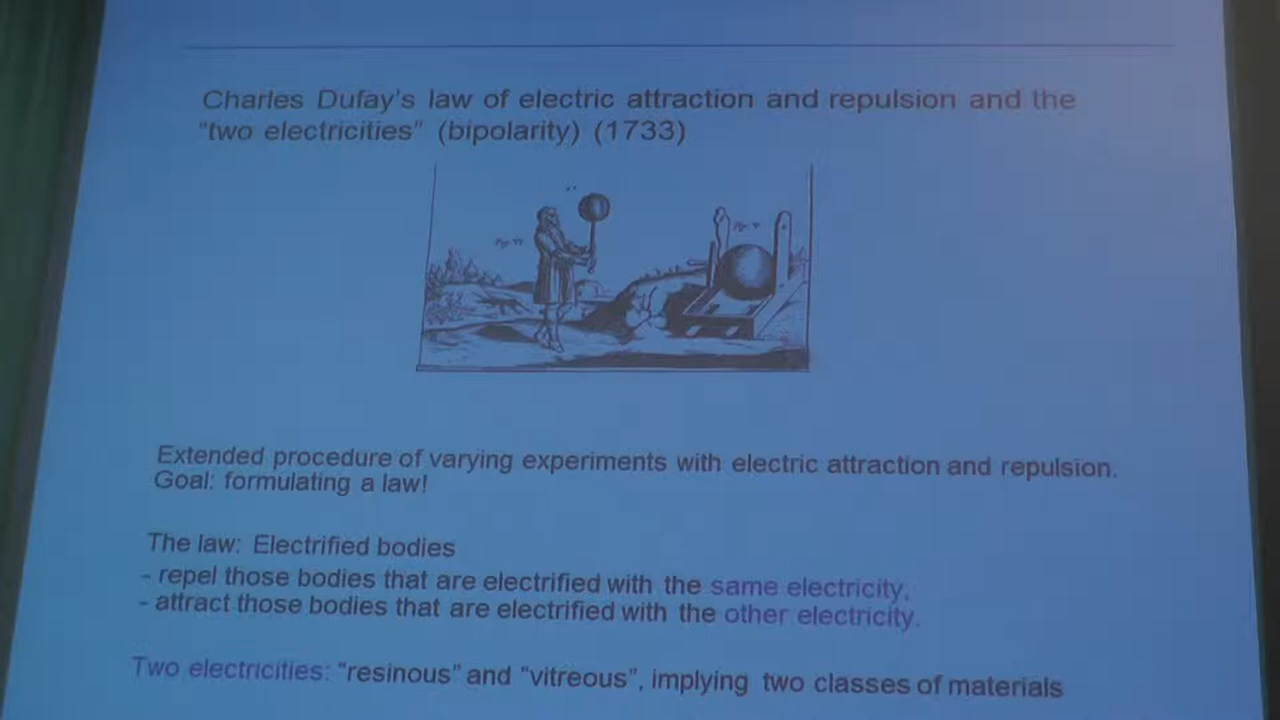 Charles Dufay's law of electric attraction and repulsion and the
"two electricities" (bipolarity) (1733)
Extended procedure of varying experiments with electric attraction and repulsion.
Goal: formulating a law!
The law: Electrified bodies
- repel those bodies that are electrified with the same electricity,
- attract those bodies that are electrified with the other electricity.
Two electricities: "resinous" and "vitreous", implying two classes of materials